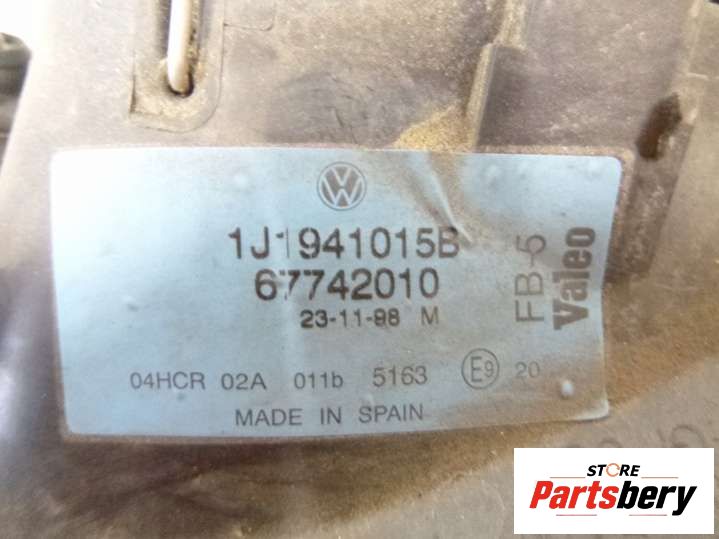 VW
1J1941015B
67742010
23-11-98 M
FB-5
Valeo
04HCR 02A 011b 5163 E9 20
MADE IN SPAIN
STORE
Partsbery